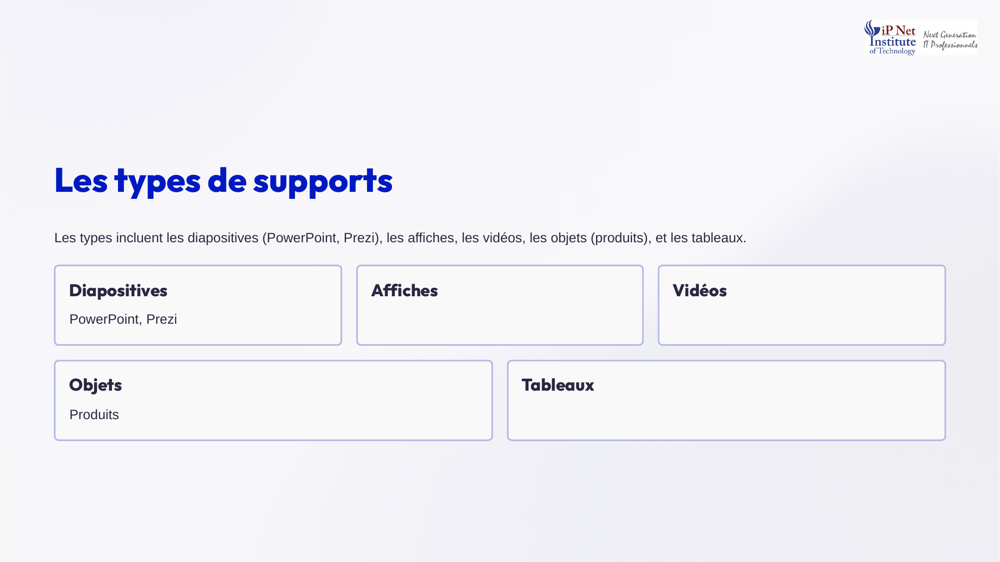 iP Net
Institute
of Technology
Next Generation
IT Professionnels
Les types de supports
Les types incluent les diapositives (PowerPoint, Prezi), les affiches, les vidéos, les objets (produits), et les tableaux.
Diapositives
PowerPoint, Prezi
Affiches
Vidéos
Objets
Produits
Tableaux